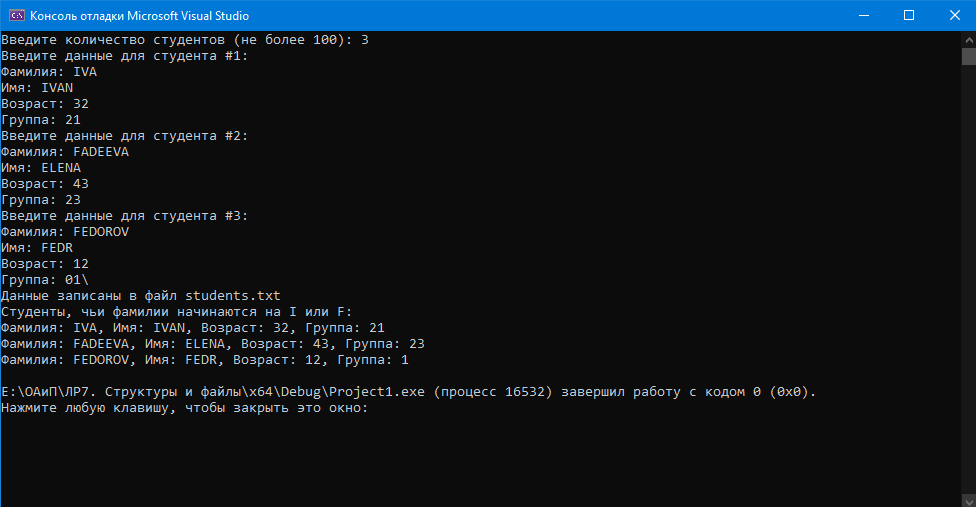 Консоль отладки Microsoft Visual Studio
Введите количество студентов (не более 100): 3
Введите данные для студента #1:
Фамилия: IVA
Имя: IVAN
Возраст: 32
Группа: 21
Введите данные для студента #2:
Фамилия: FADEEVA
Имя: ELENA
Возраст: 43
Группа: 23
Введите данные для студента #3:
Фамилия: FEDOROV
Имя: FEDR
Возраст: 12
Группа: 01\
Данные записаны в файл students.txt
Студенты, чьи фамилии начинаются на I или F:
Фамилия: IVA, Имя: IVAN, Возраст: 32, Группа: 21
Фамилия: FADEEVA, Имя: ELENA, Возраст: 43, Группа: 23
Фамилия: FEDOROV, Имя: FEDR, Возраст: 12, Группа: 1
E:\ОАиП\ЛР7. Структуры и файлы\x64\Debug\Project1.exe (процесс 16532) завершил работу с кодом 0 (0x0).
Нажмите любую клавишу, чтобы закрыть это окно: